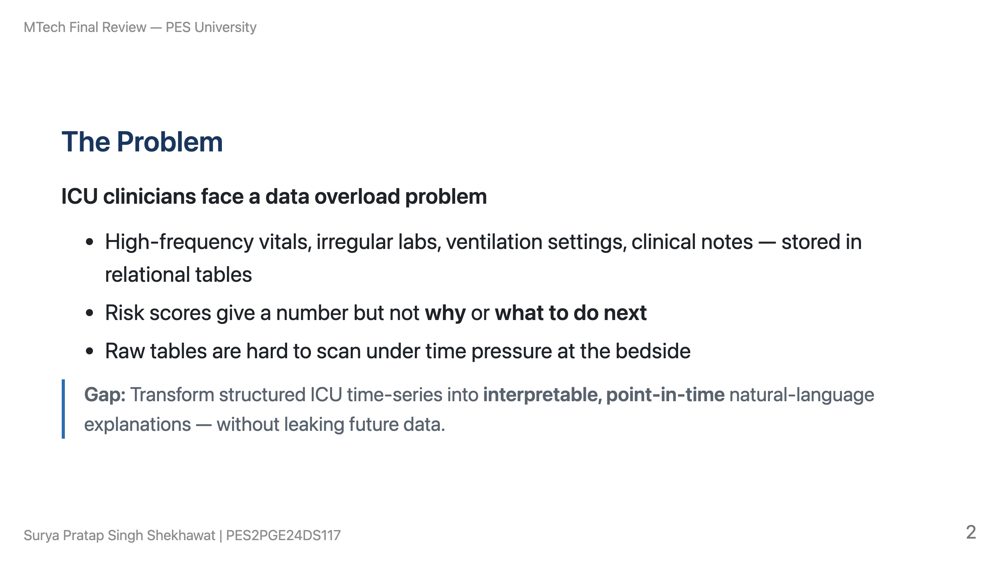 MTech Final Review — PES University
The Problem
ICU clinicians face a data overload problem
• High-frequency vitals, irregular labs, ventilation settings, clinical notes — stored in
relational tables
• Risk scores give a number but not why or what to do next
• Raw tables are hard to scan under time pressure at the bedside
Gap: Transform structured ICU time-series into interpretable, point-in-time natural-language
explanations — without leaking future data.
Surya Pratap Singh Shekhawat | PES2PGE24DS117
2